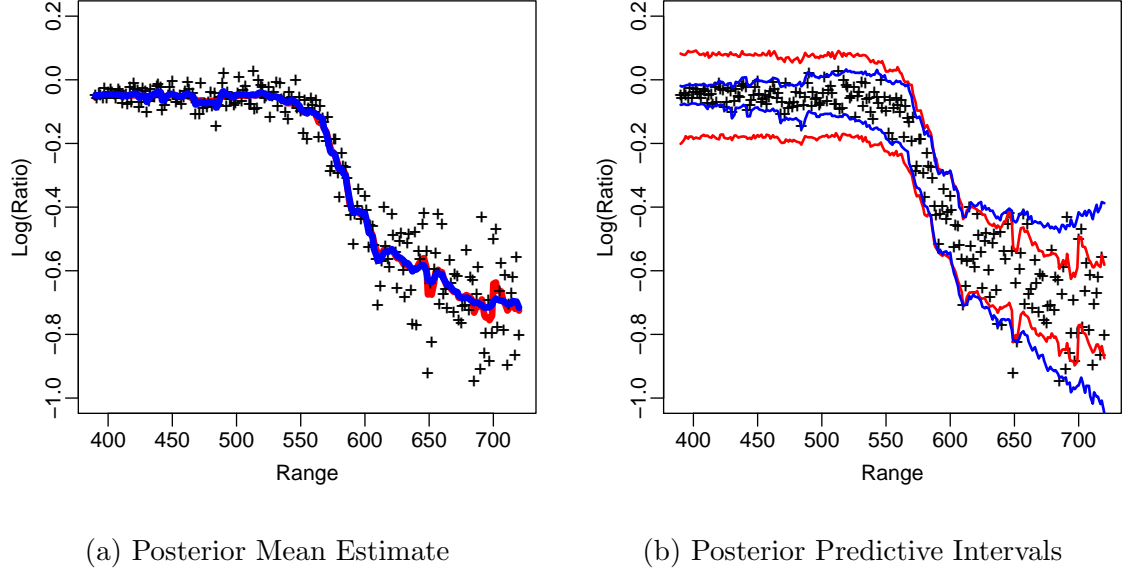 0.2
0.0
−0.2
−0.4
−0.6
−0.8
−1.0
Log(Ratio)
400 450 500 550 600 650 700
Range
(a) Posterior Mean Estimate
0.2
0.0
−0.2
−0.4
−0.6
−0.8
−1.0
Log(Ratio)
400 450 500 550 600 650 700
Range
(b) Posterior Predictive Intervals